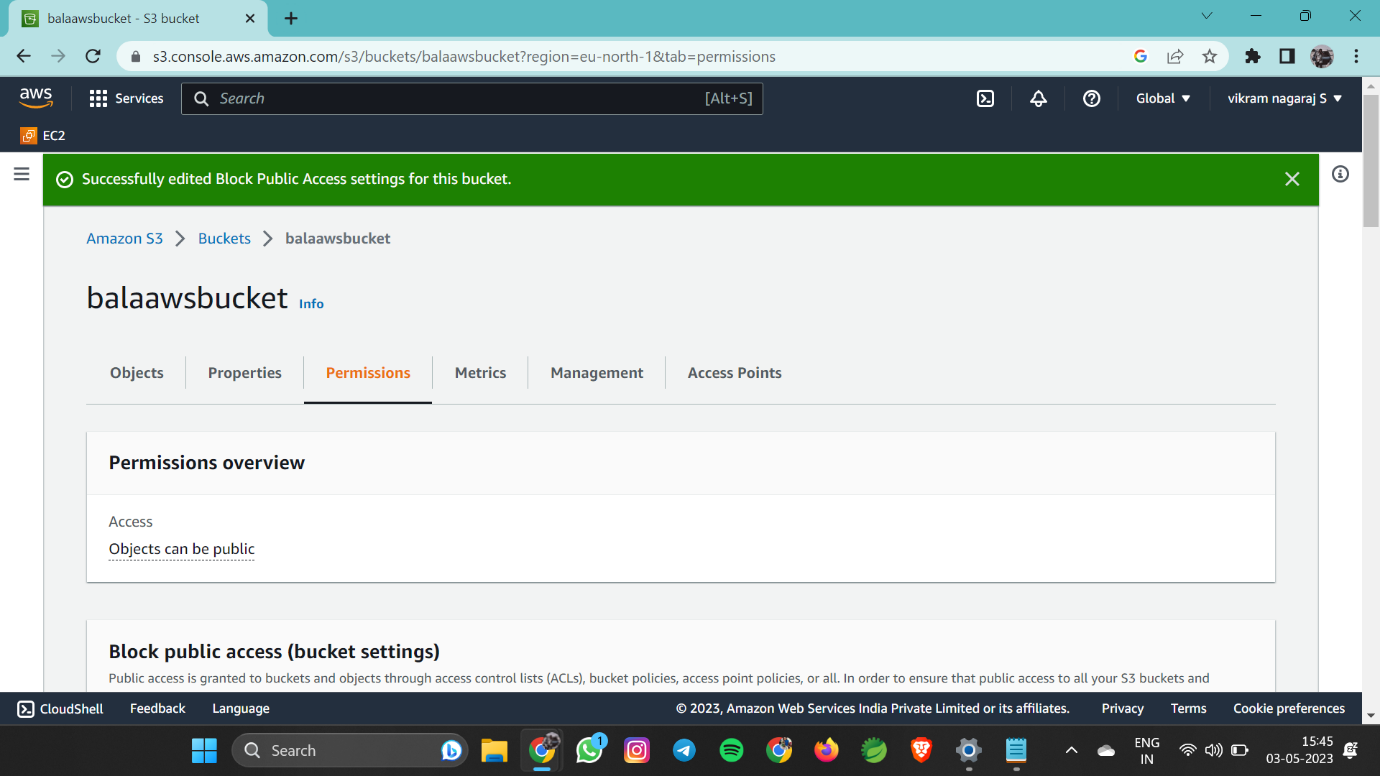 balaawsbucket - S3 bucket
s3.console.aws.amazon.com/s3/buckets/balaawsbucket?region=eu-north-1&tab=permissions
aws
Services
Search
[Alt+S]
Global
vikram nagaraj S
EC2
Successfully edited Block Public Access settings for this bucket.
Amazon S3
Buckets
balaawsbucket
balaawsbucket Info
Objects
Properties
Permissions
Metrics
Management
Access Points
Permissions overview
Access
Objects can be public
Block public access (bucket settings)
Public access is granted to buckets and objects through access control lists (ACLs), bucket policies, access point policies, or all. In order to ensure that public access to all your S3 buckets and
CloudShell
Feedback
Language
© 2023, Amazon Web Services India Private Limited or its affiliates.
Privacy
Terms
Cookie preferences
Search
1
ENG
IN
15:45
03-05-2023